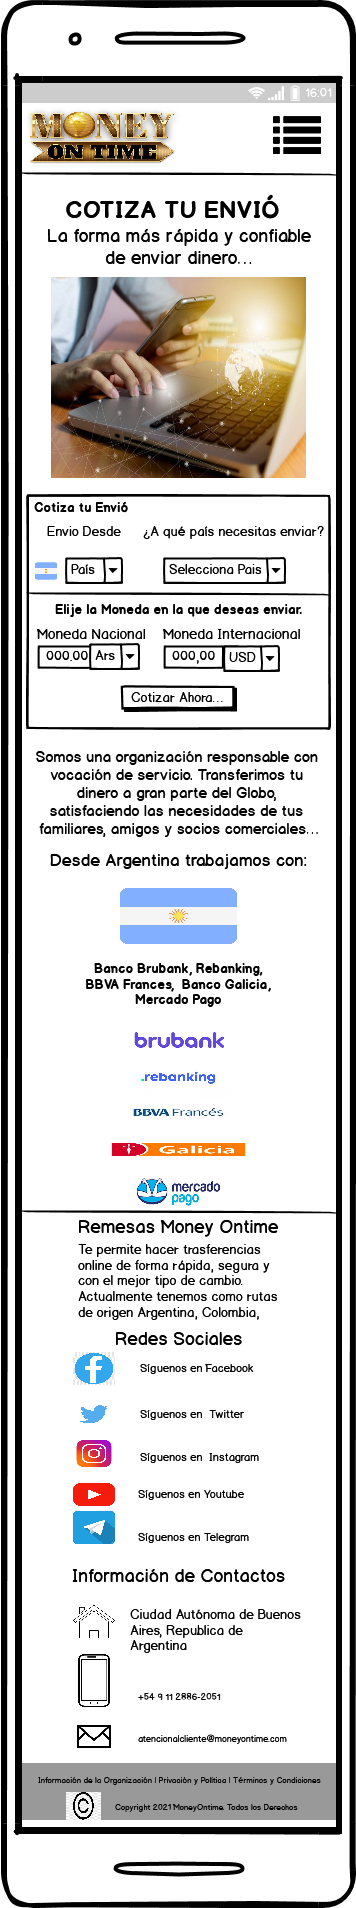 16:01
MONEY
ON TIME
COTIZA TU ENVIÓ
La forma más rápida y confiable
de enviar dinero...
Cotiza tu Envió
Envio Desde ¿A qué país necesitas enviar?
País Selecciona Pais
Elije la Moneda en la que deseas enviar.
Moneda Nacional Moneda Internacional
000.00 Ars 000,00 USD
Cotizar Ahora...
Somos una organización responsable con
vocación de servicio. Transferimos tu
dinero a gran parte del Globo,
satisfaciendo las necesidades de tus
familiares, amigos y socios comerciales...
Desde Argentina trabajamos con:
Banco Brubank, Rebanking,
BBVA Frances, Banco Galicia,
Mercado Pago
brubank
.rebanking
BBVA Francés
Galicia
mercado
pago
Remesas Money Ontime
Te permite hacer trasferencias
online de forma rápida, segura y
con el mejor tipo de cambio.
Actualmente tenemos como rutas
de origen Argentina, Colombia,
Redes Sociales
Síguenos en Facebook
Síguenos en Twitter
Síguenos en Instagram
Síguenos en Youtube
Síguenos en Telegram
Información de Contactos
Ciudad Autónoma de Buenos
Aires, Republica de
Argentina
+54 9 11 2886-2051
atencionalcliente@moneyontime.com
Información de la Organización | Privación y Política | Términos y Condiciones
© Copyright 2021 MoneyOntime. Todos los Derechos